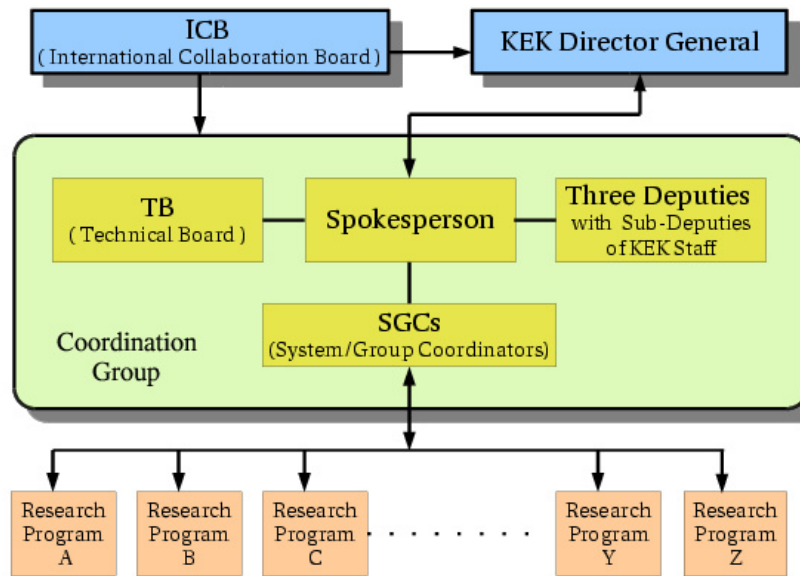 ICB
( International Collaboration Board )
KEK Director General
TB
( Technical Board )
Spokesperson
Three Deputies
with Sub-Deputies
of KEK Staff
SGCs
(System/Group Coordinators)
Coordination
Group
Research
Program
A
Research
Program
B
Research
Program
C
. . . . . . . . .
Research
Program
Y
Research
Program
Z